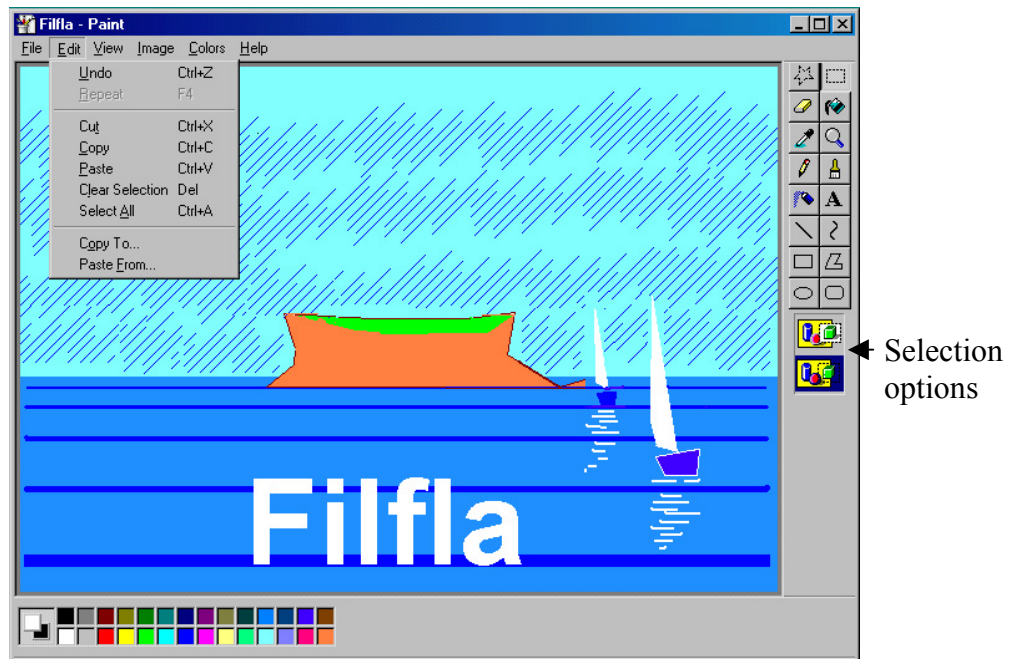 Filfla - Paint
File Edit View Image Colors Help
Undo Ctrl+Z
Repeat F4
Cut Ctrl+X
Copy Ctrl+C
Paste Ctrl+V
Clear Selection Del
Select All Ctrl+A
Copy To...
Paste From...
A
Selection
options
Filfla